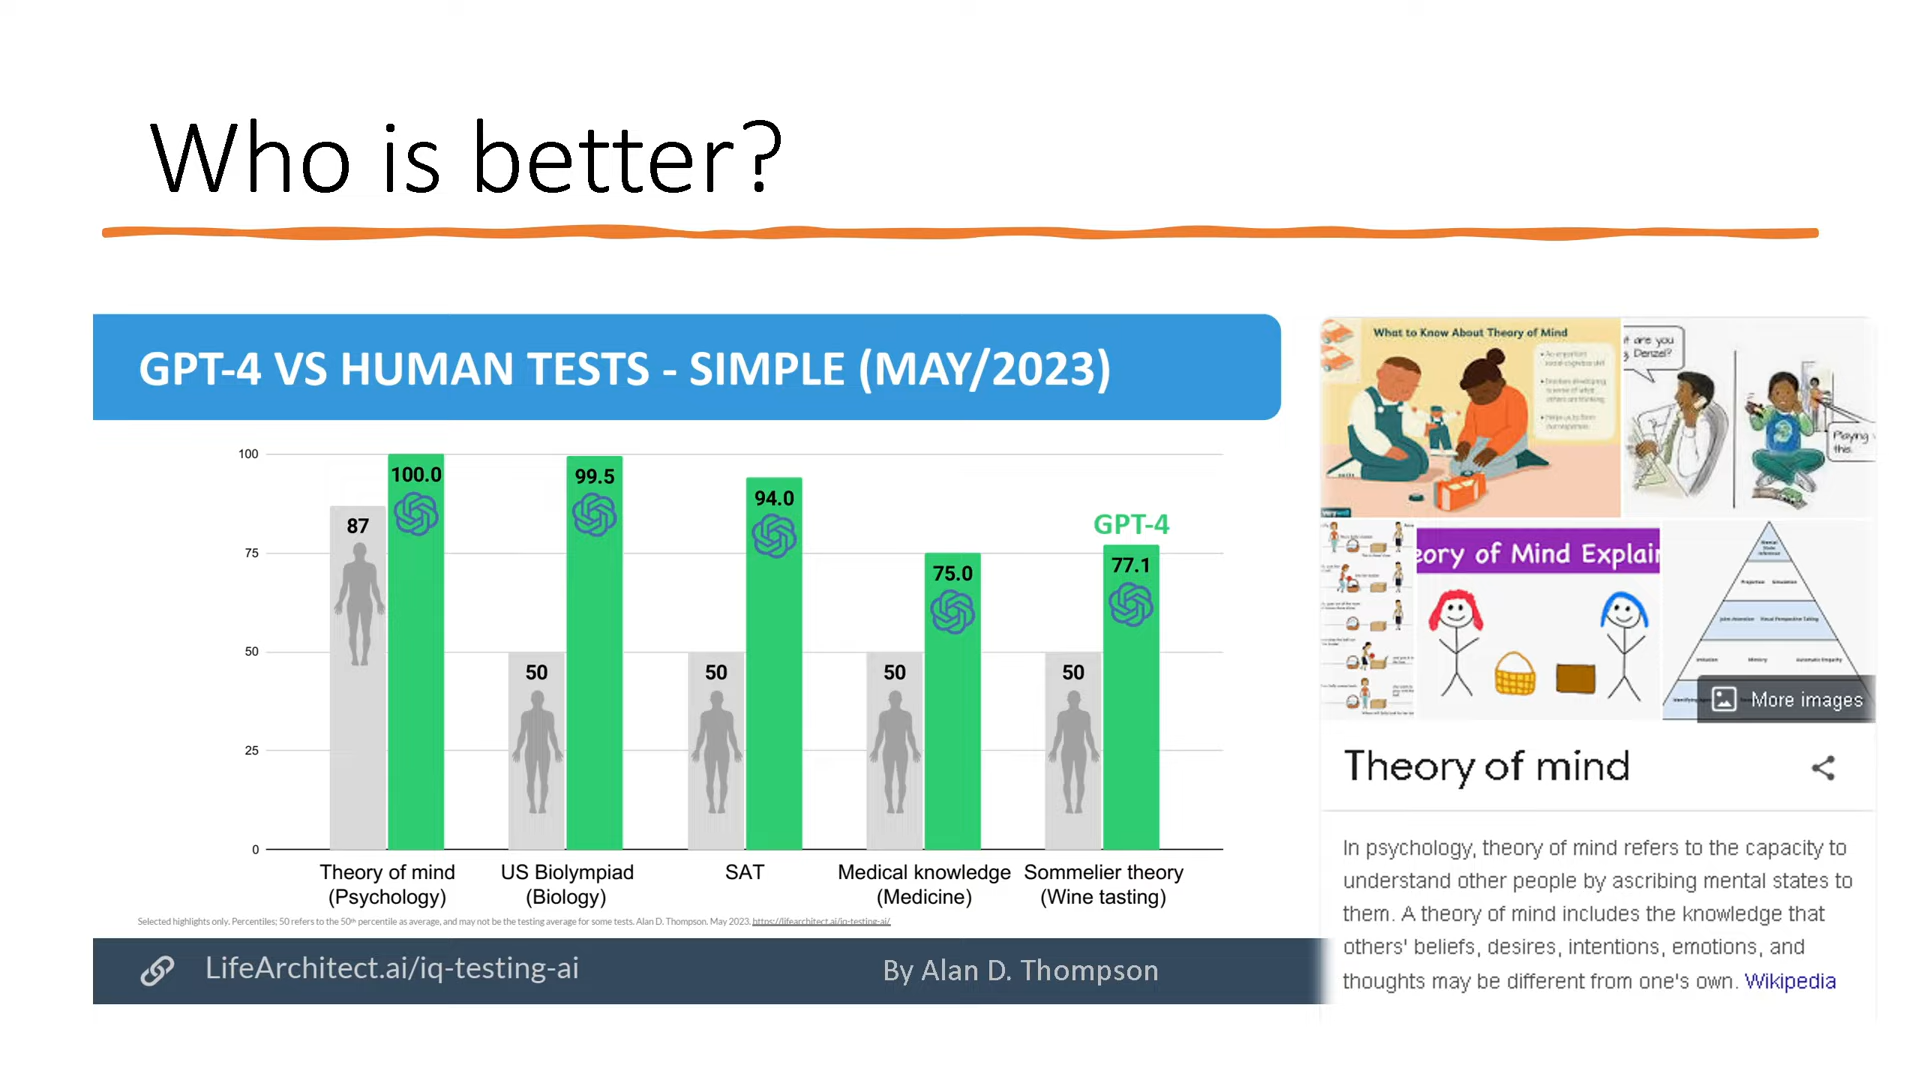 Who is better?
GPT-4 VS HUMAN TESTS - SIMPLE (MAY/2023)
100
75
50
25
0
87
100.0
50
99.5
50
94.0
50
75.0
50
GPT-4
77.1
Theory of mind
(Psychology)
US Biolympiad
(Biology)
SAT
Medical knowledge
(Medicine)
Sommelier theory
(Wine tasting)
Selected highlights only. Percentiles; 50 refers to the 50th percentile as average, and may not be the testing average for some tests. Alan D. Thompson. May 2023. https://lifearchitect.ai/iq-testing-ai/
LifeArchitect.ai/iq-testing-ai
By Alan D. Thompson
What to Know About Theory of Mind
are you
Denzel?
Playing
this.
eory of Mind Explai
More images
Theory of mind
In psychology, theory of mind refers to the capacity to
understand other people by ascribing mental states to
them. A theory of mind includes the knowledge that
others' beliefs, desires, intentions, emotions, and
thoughts may be different from one's own. Wikipedia